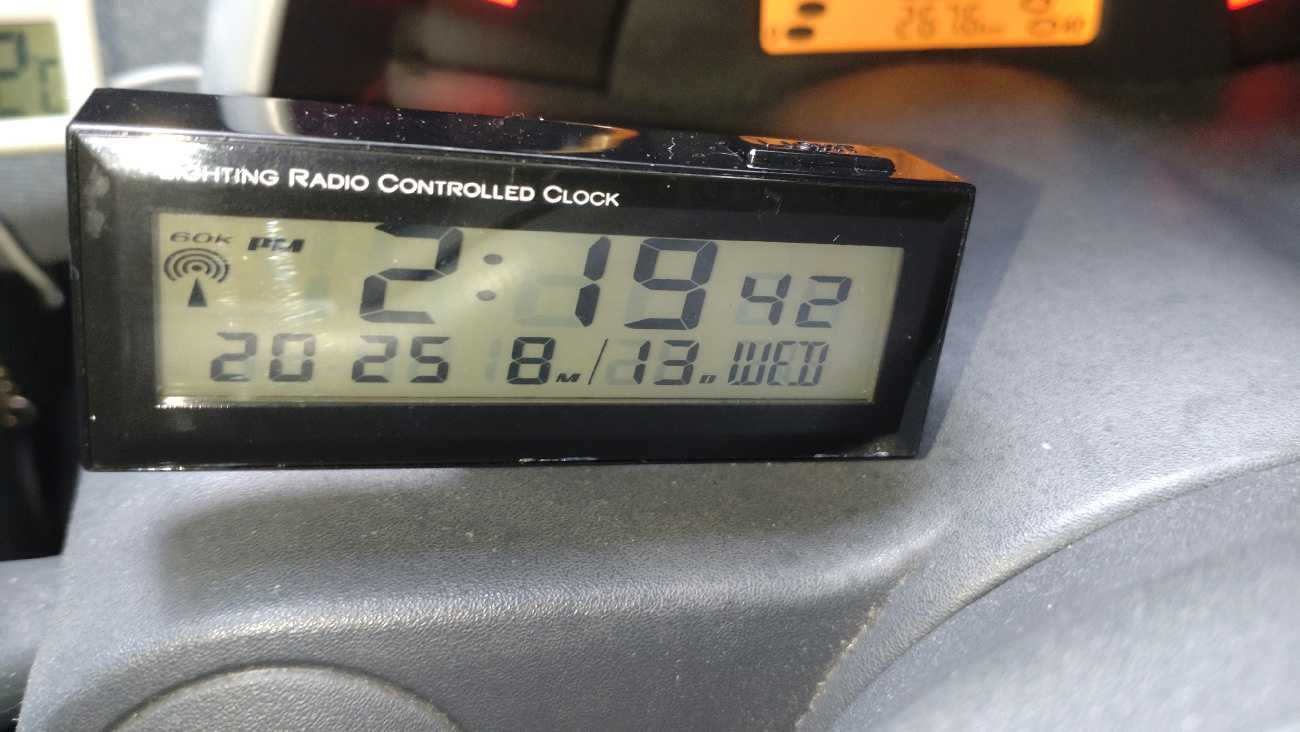 LIGHTING RADIO CONTROLLED CLOCK
60K PM 2:19 42
2025 8M/13D WED